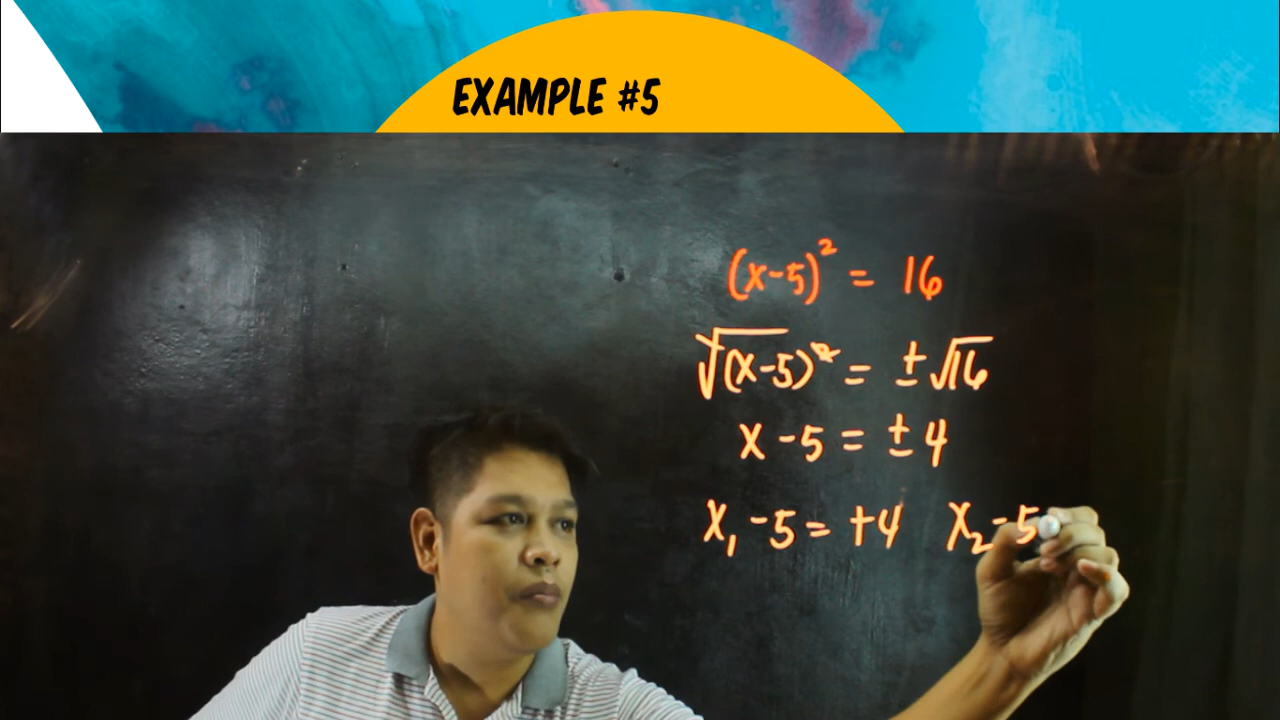 EXAMPLE #5
(x-5)² = 16
√(x-5)² = ±√16
x - 5 = ± 4
x₁ - 5 = +4 x₂ - 5